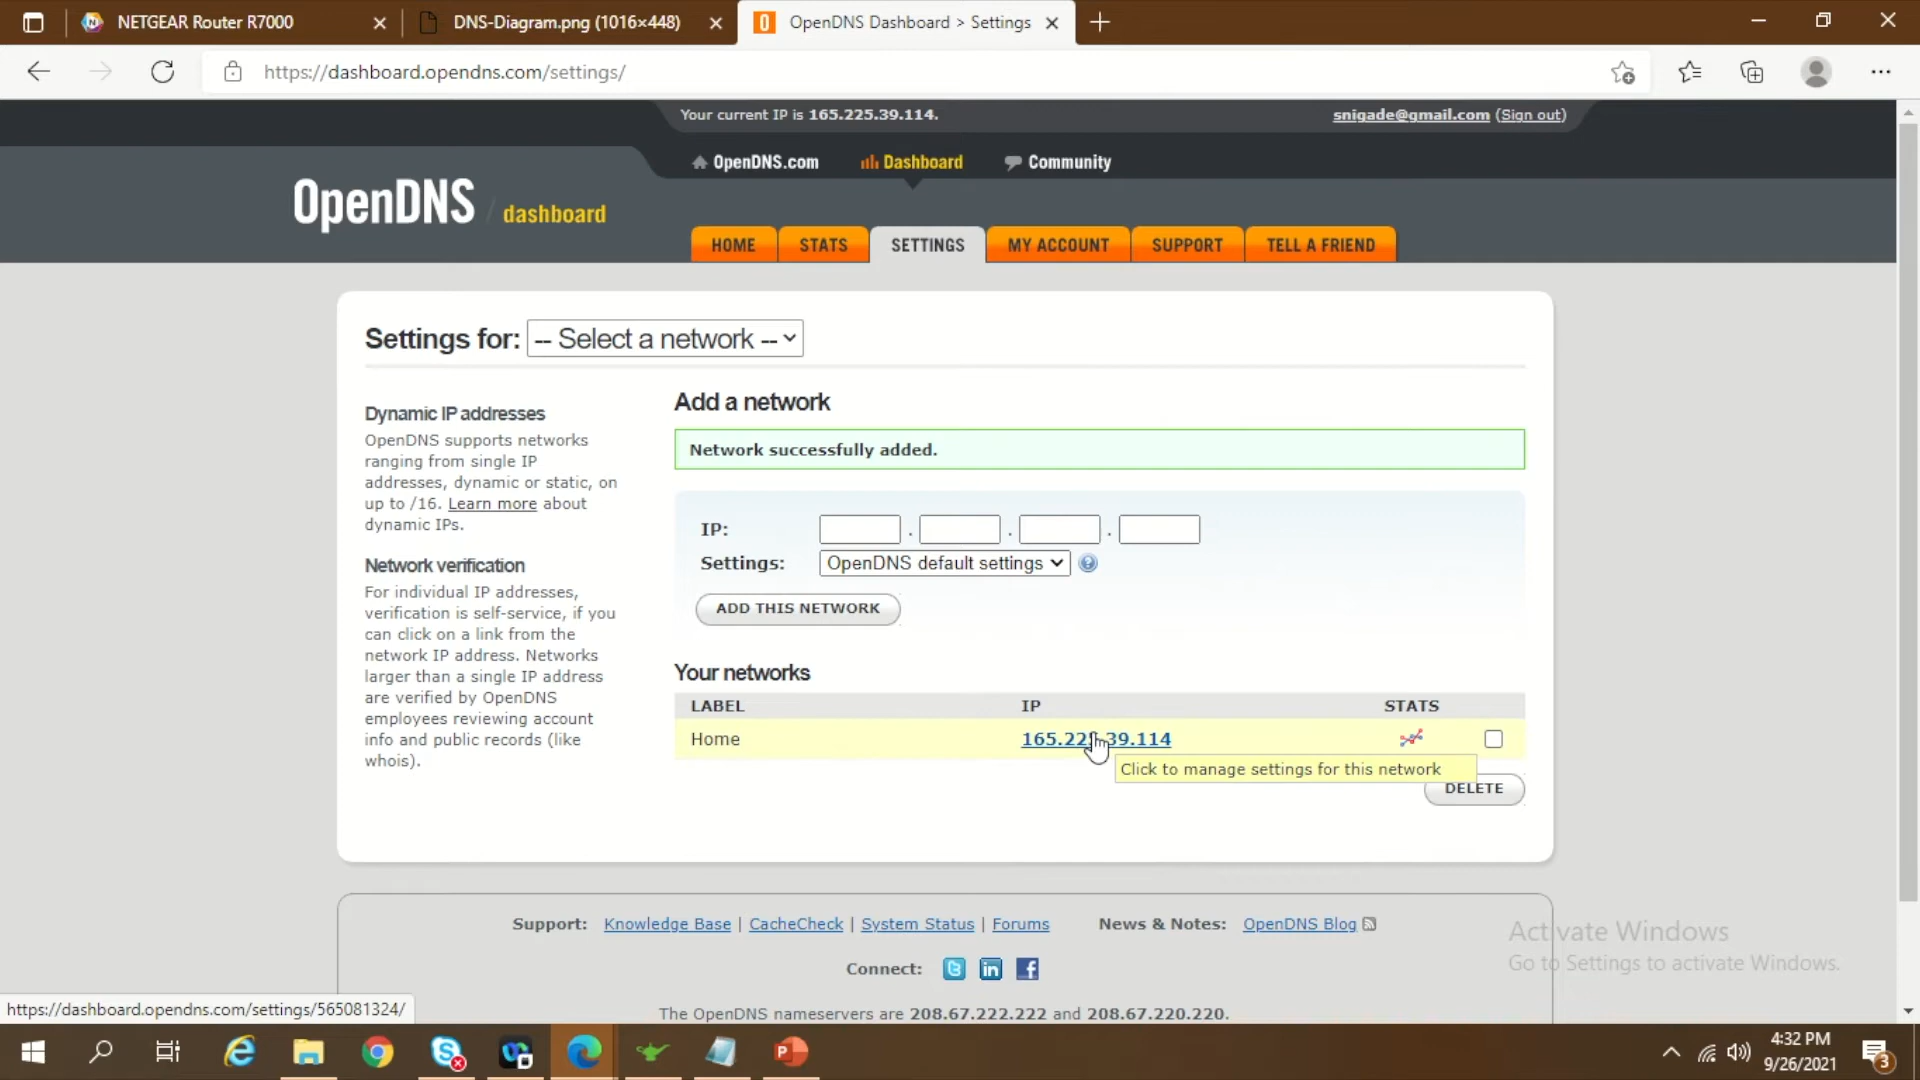 NETGEAR Router R7000
DNS-Diagram.png (1016×448)
OpenDNS Dashboard > Settings
https://dashboard.opendns.com/settings/
Your current IP is 165.225.39.114.
snigade@gmail.com (Sign out)
OpenDNS.com
Dashboard
Community
OpenDNS / dashboard
HOME
STATS
SETTINGS
MY ACCOUNT
SUPPORT
TELL A FRIEND
Settings for: -- Select a network --
Dynamic IP addresses
OpenDNS supports networks
ranging from single IP
addresses, dynamic or static, on
up to /16. Learn more about
dynamic IPs.
Network verification
For individual IP addresses,
verification is self-service, if you
can click on a link from the
network IP address. Networks
larger than a single IP address
are verified by OpenDNS
employees reviewing account
info and public records (like
whois).
Add a network
Network successfully added.
IP: . . .
Settings: OpenDNS default settings ?
ADD THIS NETWORK
Your networks
LABEL IP STATS
Home 165.225.39.114
Click to manage settings for this network
DELETE
Support: Knowledge Base | CacheCheck | System Status | Forums News & Notes: OpenDNS Blog
Connect:
The OpenDNS nameservers are 208.67.222.222 and 208.67.220.220.
Activate Windows
Go to Settings to activate Windows.
https://dashboard.opendns.com/settings/565081324/
4:32 PM
9/26/2021
3